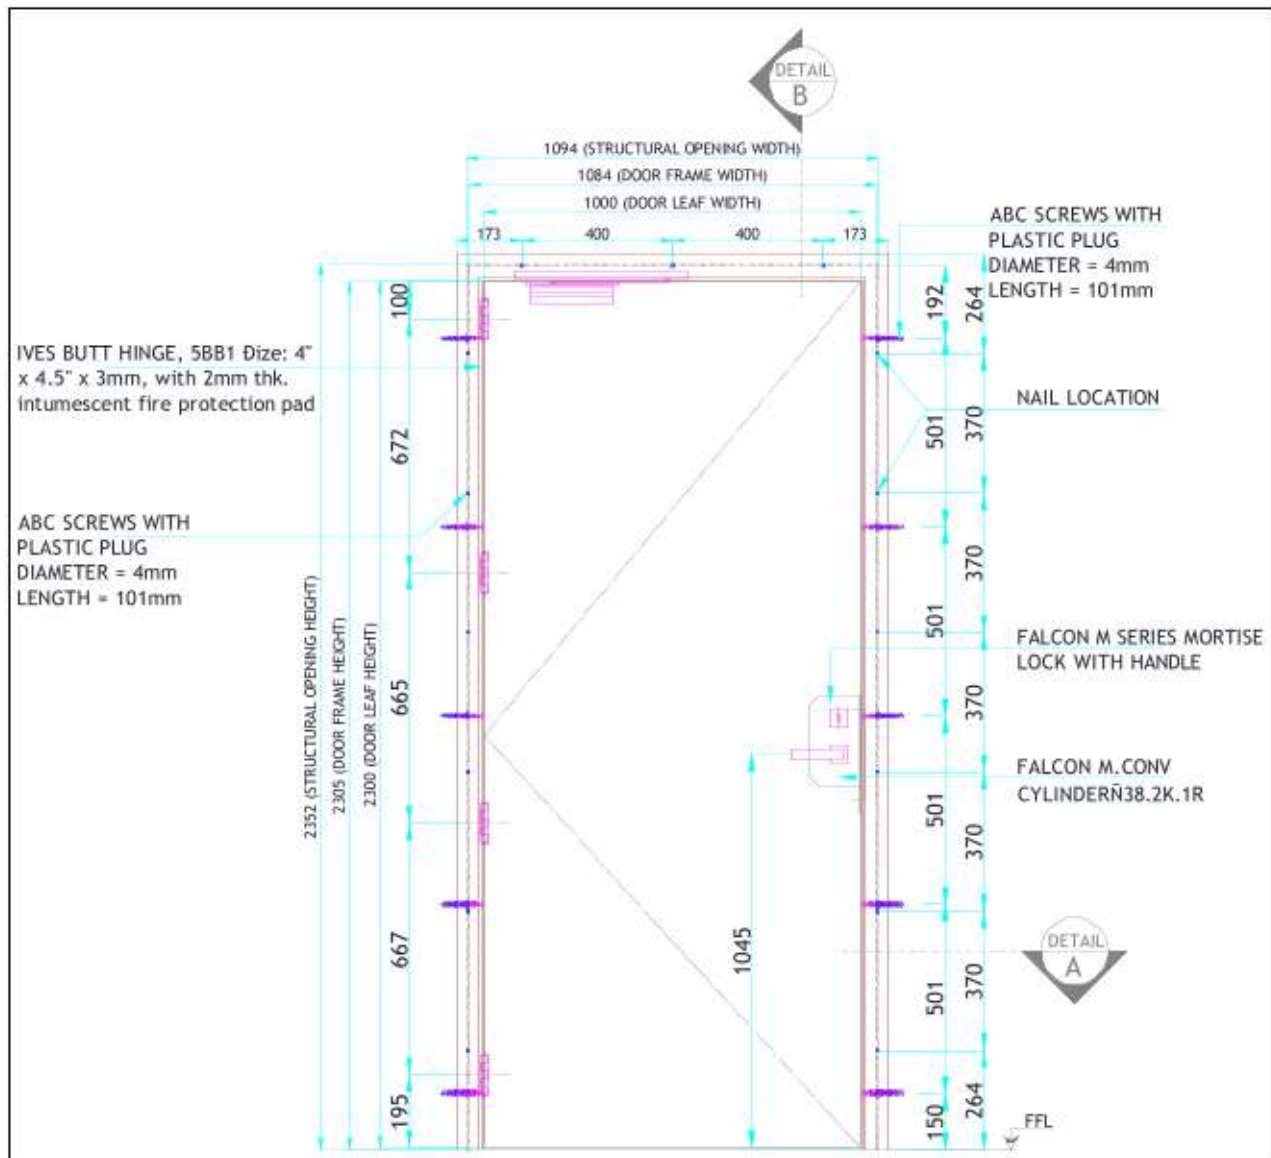 DETAIL
B
1094 (STRUCTURAL OPENING WIDTH)
1084 (DOOR FRAME WIDTH)
1000 (DOOR LEAF WIDTH)
173
400
400
173
ABC SCREWS WITH
PLASTIC PLUG
DIAMETER = 4mm
LENGTH = 101mm
100
192
264
IVES BUTT HINGE, 5BB1 Ðize: 4"
x 4.5" x 3mm, with 2mm thk.
intumescent fire protection pad
NAIL LOCATION
672
501
370
ABC SCREWS WITH
PLASTIC PLUG
DIAMETER = 4mm
LENGTH = 101mm
2352 (STRUCTURAL OPENING HEIGHT)
2305 (DOOR FRAME HEIGHT)
2300 (DOOR LEAF HEIGHT)
501
370
FALCON M SERIES MORTISE
LOCK WITH HANDLE
665
370
FALCON M.CONV
CYLINDERÑ38.2K.1R
501
370
667
1045
DETAIL
A
501
370
195
150
264
FFL